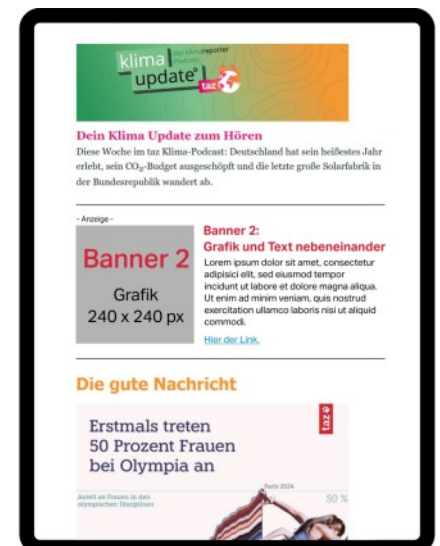 klima
update°
der klimareporter°
Podcast
taz
Dein Klima Update zum Hören
Diese Woche im taz Klima-Podcast: Deutschland hat sein heißestes Jahr
erlebt, sein CO₂-Budget ausgeschöpft und die letzte große Solarfabrik in
der Bundesrepublik wandert ab.
- Anzeige -
Banner 2
Grafik
240 x 240 px
Banner 2:
Grafik und Text nebeneinander
Lorem ipsum dolor sit amet, consectetur
adipisici elit, sed eiusmod tempor
incidunt ut labore et dolore magna aliqua.
Ut enim ad minim veniam, quis nostrud
exercitation ullamco laboris nisi ut aliquid
commodi.
Hier der Link.
Die gute Nachricht
Erstmals treten
50 Prozent Frauen
bei Olympia an
taz
Anteil an Frauen in den
olympischen Disziplinen
Paris 2024
50 %